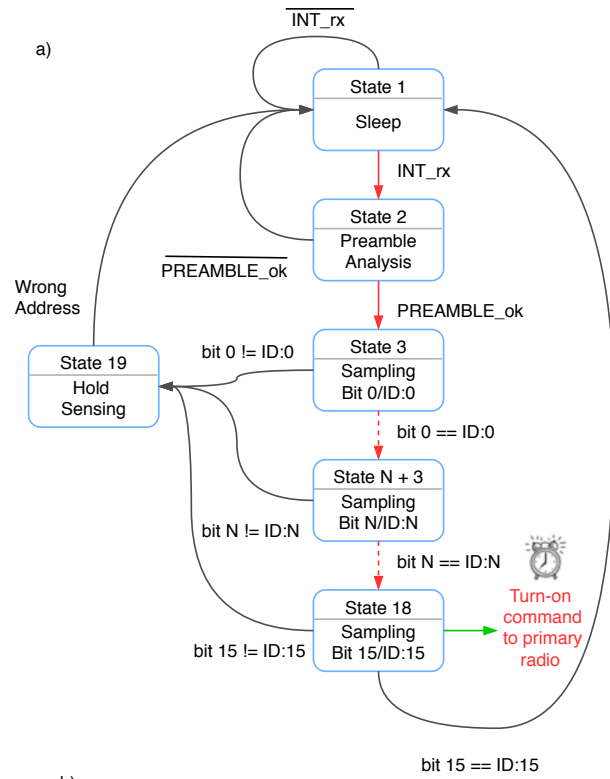 INT_rx
a)
State 1
Sleep
INT_rx
State 2
Preamble
Analysis
PREAMBLE_ok
PREAMBLE_ok
Wrong
Address
State 3
Sampling
Bit 0/ID:0
bit 0 != ID:0
State 19
Hold
Sensing
bit 0 == ID:0
State N + 3
Sampling
Bit N/ID:N
bit N != ID:N
bit N == ID:N
State 18
Sampling
Bit 15/ID:15
bit 15 != ID:15
Turn-on
command
to primary
radio
bit 15 == ID:15